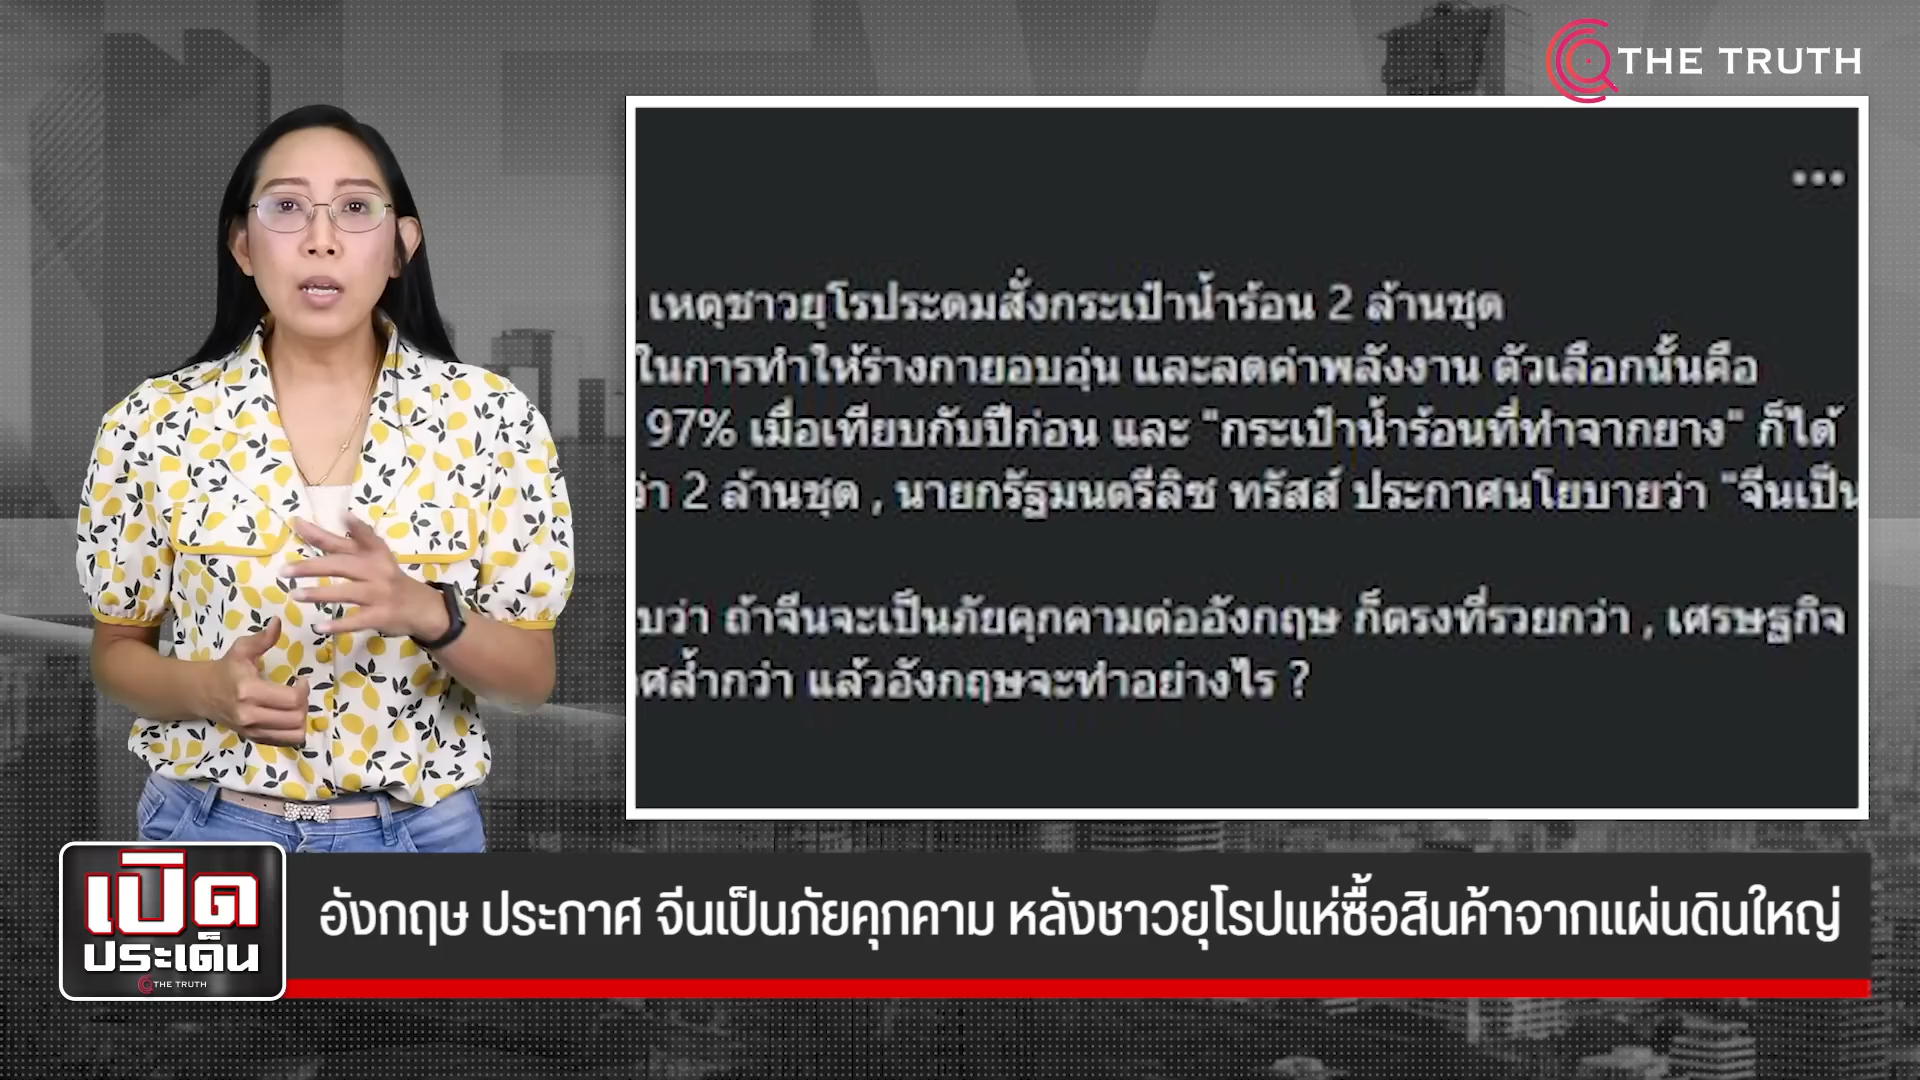 THE TRUTH
...
เหตุชาวยุโรประดมสั่งกระเป๋าน้ำร้อน 2 ล้านชุด
ในการทำให้ร่างกายอบอุ่น และลดค่าพลังงาน ตัวเลือกนั้นคือ
97% เมื่อเทียบกับปีก่อน และ "กระเป๋าน้ำร้อนที่ทำจากยาง" ก็ได้
ว่า 2 ล้านชุด , นายกรัฐมนตรีลิซ ทรัสส์ ประกาศนโยบายว่า "จีนเป็น
บว่า ถ้าจีนจะเป็นภัยคุกคามต่ออังกฤษ ก็ตรงที่รวยกว่า , เศรษฐกิจ
ศล้ำกว่า แล้วอังกฤษจะทำอย่างไร ?
เปิด
ประเด็น
THE TRUTH
อังกฤษ ประกาศ จีนเป็นภัยคุกคาม หลังชาวยุโรปแห่ซื้อสินค้าจากแผ่นดินใหญ่